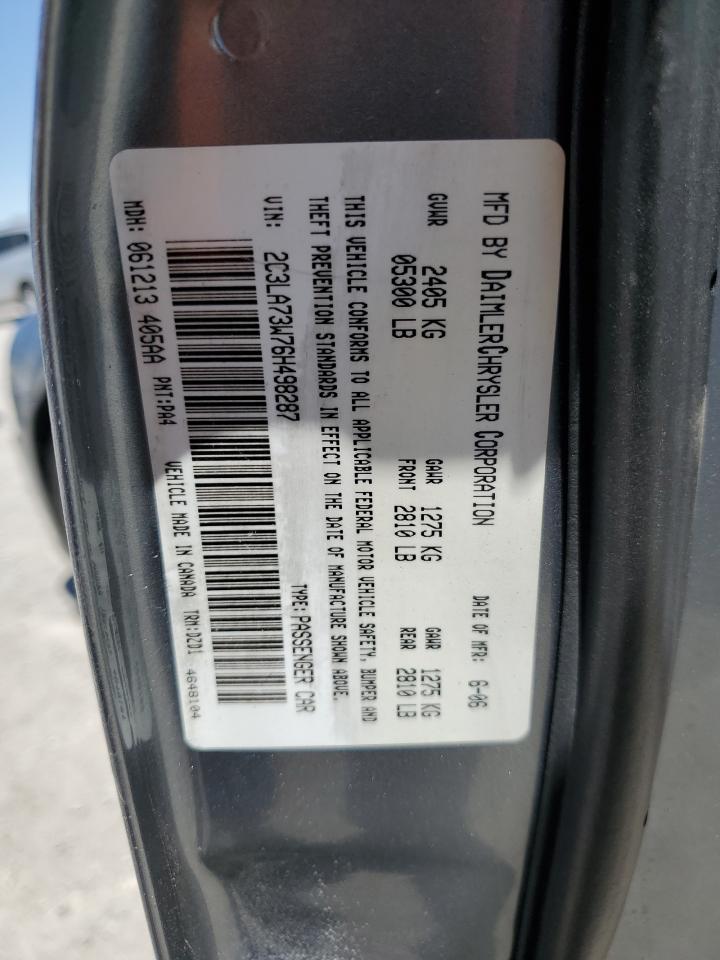 MFD BY DAIMLERCHRYSLER CORPORATION DATE OF MFR: 6-06
GVWR 2405 KG GAWR 1275 KG GAWR 1275 KG
05300 LB FRONT 2810 LB REAR 2810 LB
THIS VEHICLE CONFORMS TO ALL APPLICABLE FEDERAL MOTOR VEHICLE SAFETY, BUMPER AND
THEFT PREVENTION STANDARDS IN EFFECT ON THE DATE OF MANUFACTURE SHOWN ABOVE.
VIN: 2C3LA73W76H498287 TYPE: PASSENGER CAR
MDH: 061213 405AA PNT:PA4 VEHICLE MADE IN CANADA TRM:DZD1 4648104